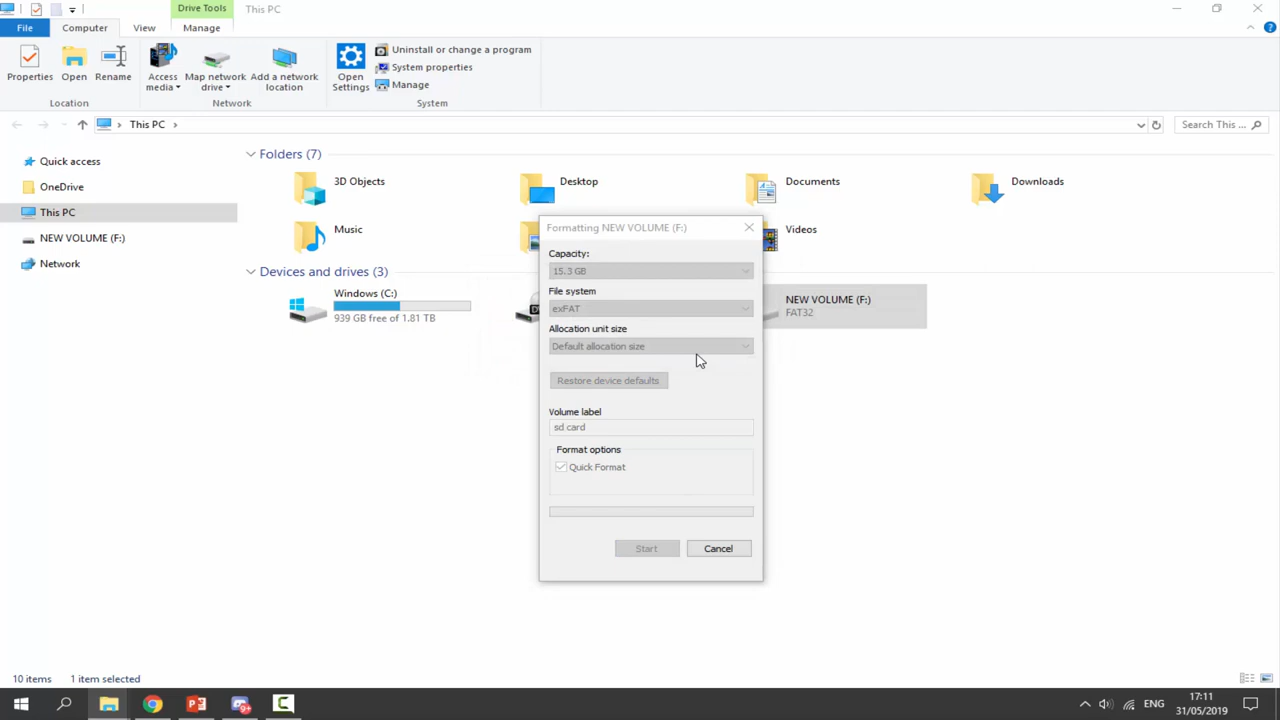 Drive Tools
This PC
File
Computer
View
Manage
Properties
Open
Rename
Access media
Map network drive
Add a network location
Open Settings
Uninstall or change a program
System properties
Manage
Location
Network
System
This PC
Search This ...
Quick access
OneDrive
This PC
NEW VOLUME (F:)
Network
Folders (7)
3D Objects
Desktop
Documents
Downloads
Music
Videos
Devices and drives (3)
Windows (C:)
939 GB free of 1.81 TB
NEW VOLUME (F:)
FAT32
Formatting NEW VOLUME (F:)
Capacity:
15.3 GB
File system
exFAT
Allocation unit size
Default allocation size
Restore device defaults
Volume label
sd card
Format options
Quick Format
Start
Cancel
10 items
1 item selected
ENG
17:11
31/05/2019